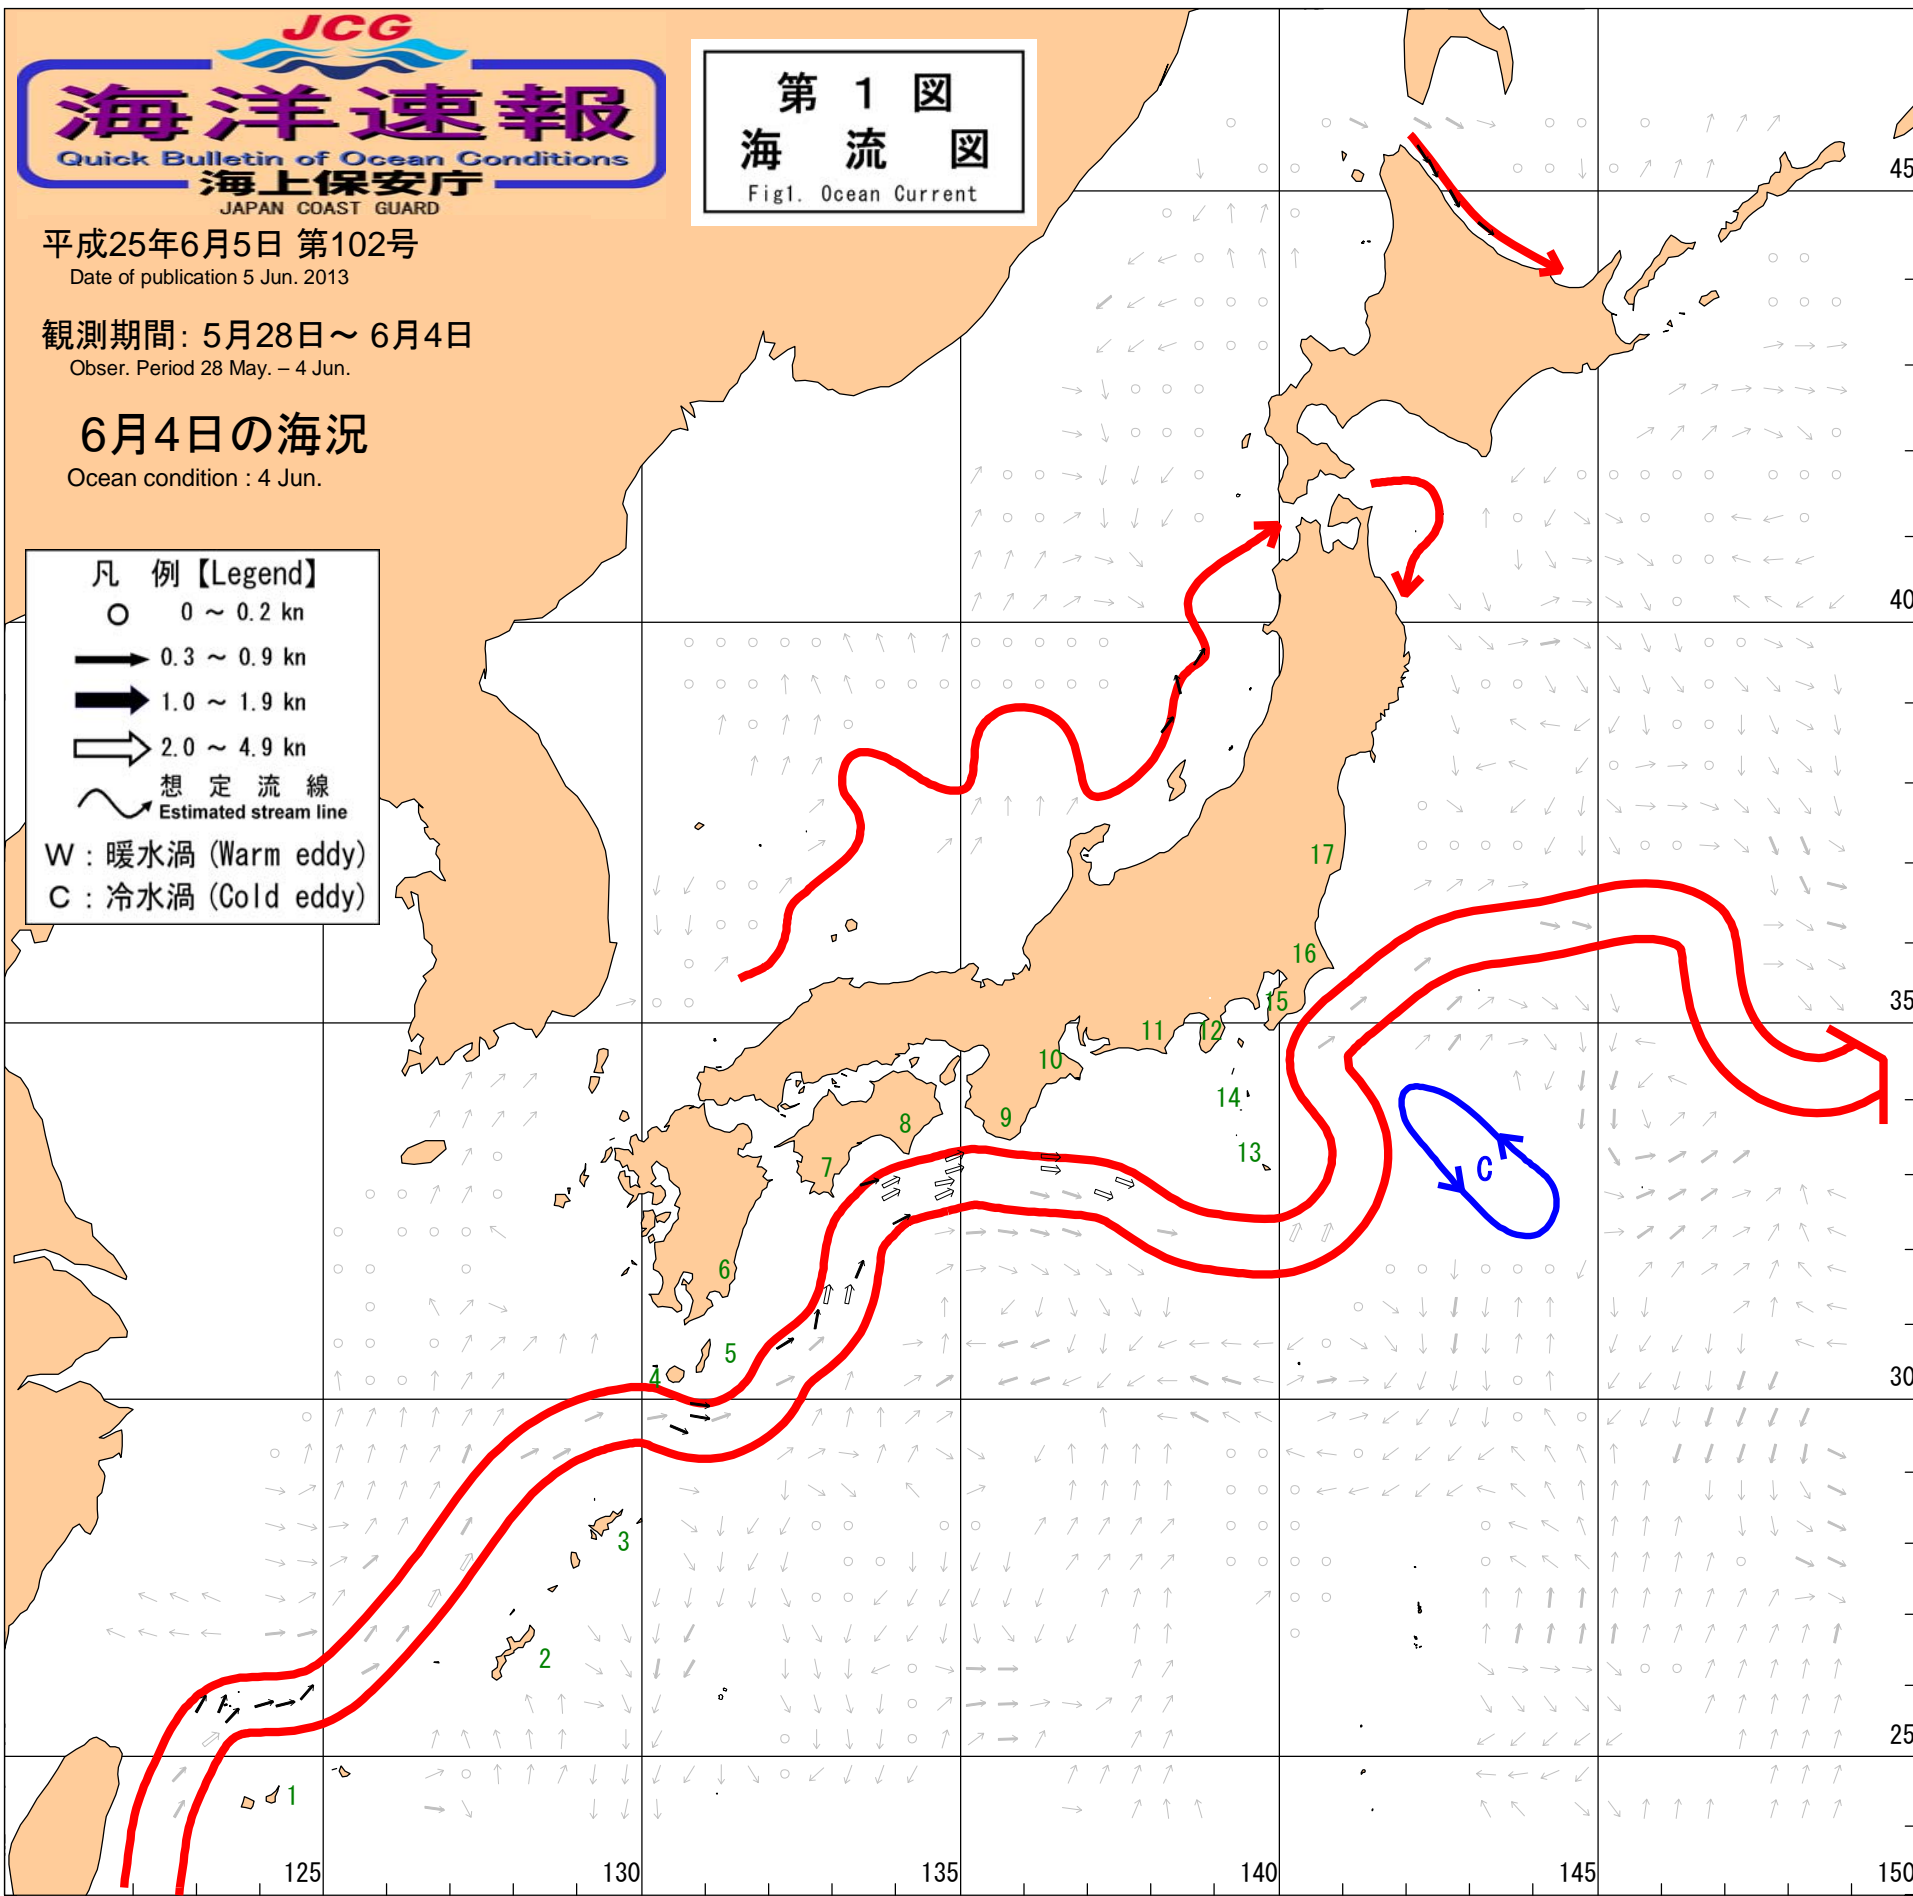 JCG
海洋速報
Quick Bulletin of Ocean Conditions
海上保安庁
JAPAN COAST GUARD
平成25年6月5日 第102号
Date of publication 5 Jun. 2013
観測期間: 5月28日～ 6月4日
Obser. Period 28 May. – 4 Jun.
6月4日の海況
Ocean condition : 4 Jun.
第 1 図
海 流 図
Fig1. Ocean Current
凡 例【Legend】
0 ～ 0.2 kn
0.3 ～ 0.9 kn
1.0 ～ 1.9 kn
2.0 ～ 4.9 kn
想 定 流 線
Estimated stream line
W : 暖水渦 (Warm eddy)
C : 冷水渦 (Cold eddy)
45
40
17
16
35
15
12
11
10
14
9
8
13
7
C
6
5
4
30
3
2
25
1
125
130
135
140
145
150